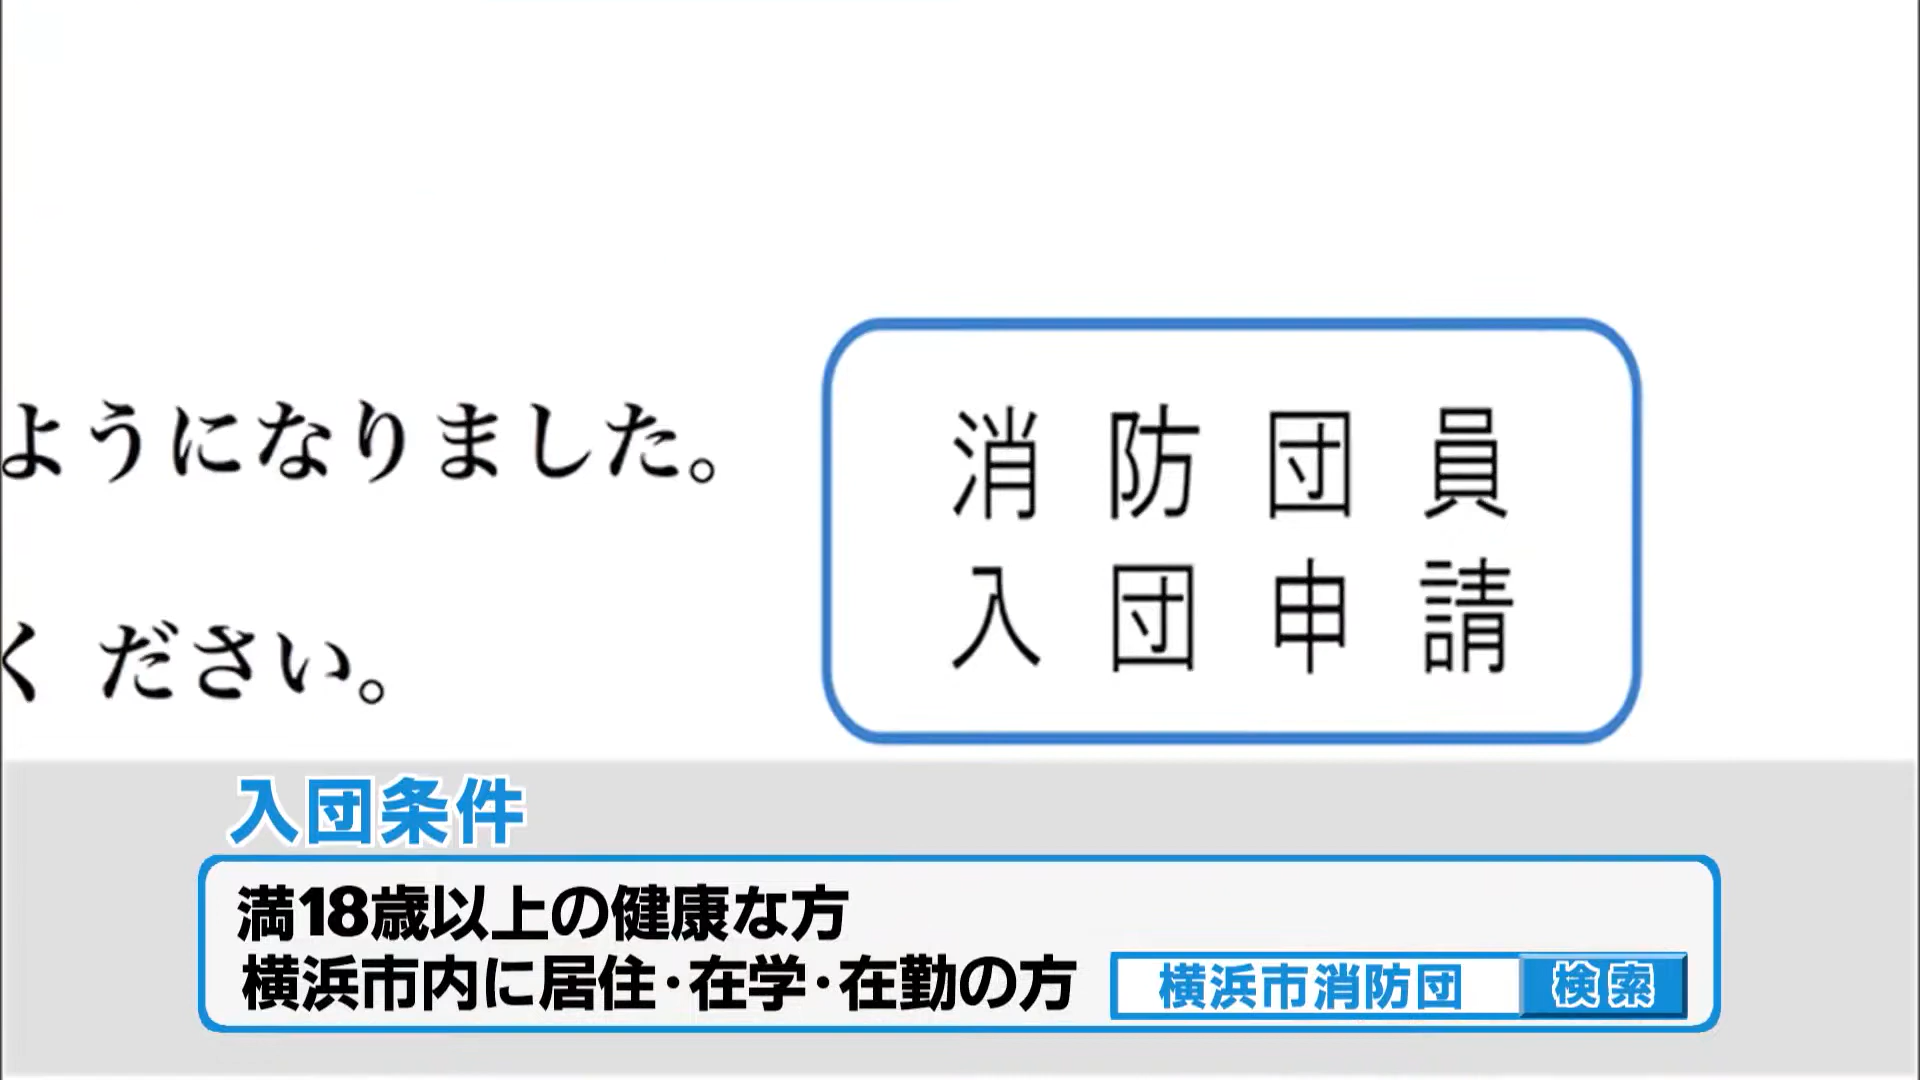 ようになりました。
ください。
消防団員
入団申請
入団条件
満18歳以上の健康な方
横浜市内に居住･在学･在勤の方
横浜市消防団 検索